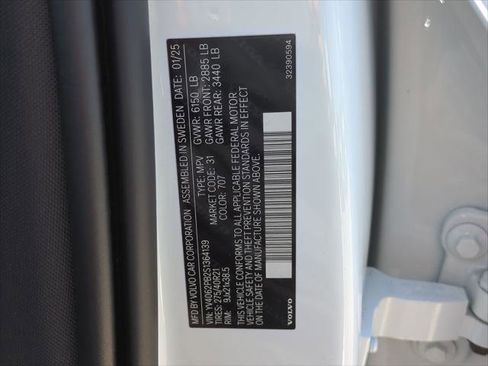 MFD BY VOLVO CAR CORPORATION
ASSEMBLED IN SWEDEN DATE: 01/25
GVWR: 6150 LB
GAWR FRONT: 2885 LB
GAWR REAR: 3440 LB
TYPE: MPV
MARKET CODE: 31
COLOR: 707
VIN: YV4062PB2S1364139
TIRES: 275/40R21
RIM: 9Jx21x38.5
THIS VEHICLE CONFORMS
TO ALL APPLICABLE FEDERAL MOTOR
VEHICLE SAFETY, BUMPER, AND THEFT
PREVENTION STANDARDS IN EFFECT
ON THE DATE OF MANUFACTURE SHOWN ABOVE.
VOLVO
32390594